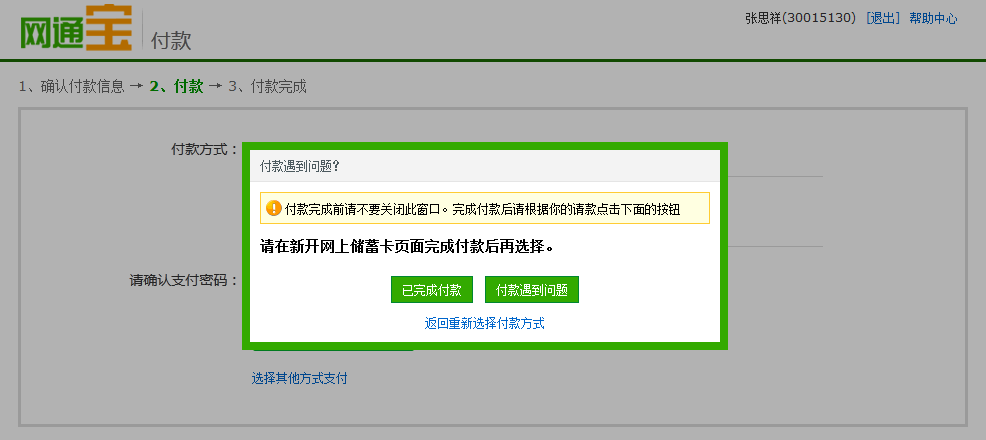 网通宝
付款
张思祥(30015130) [退出] 帮助中心
1、确认付款信息 → 2、付款 → 3、付款完成
付款方式：
付款遇到问题?
付款完成前请不要关闭此窗口。完成付款后请根据你的请款点击下面的按钮
请在新开网上储蓄卡页面完成付款后再选择。
请确认支付密码：
已完成付款 付款遇到问题
返回重新选择付款方式
选择其他方式支付